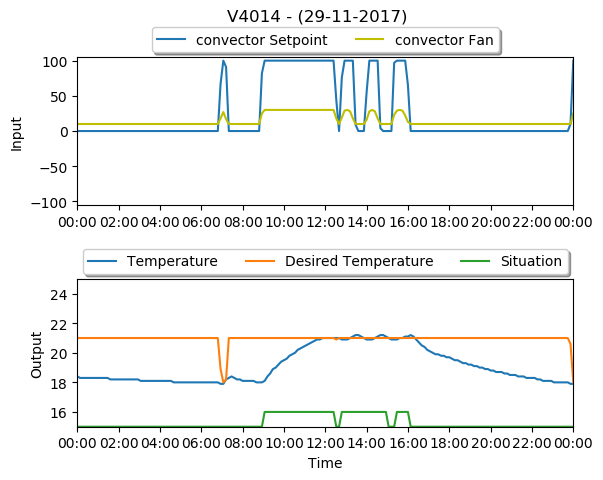 V4014 - (29-11-2017)
convector Setpoint convector Fan
100
50
0
−50
−100
Input
00:00 02:00 04:00 06:00 08:00 10:00 12:00 14:00 16:00 18:00 20:00 22:00 00:00
Temperature Desired Temperature Situation
24
22
20
18
16
Output
00:00 02:00 04:00 06:00 08:00 10:00 12:00 14:00 16:00 18:00 20:00 22:00 00:00
Time